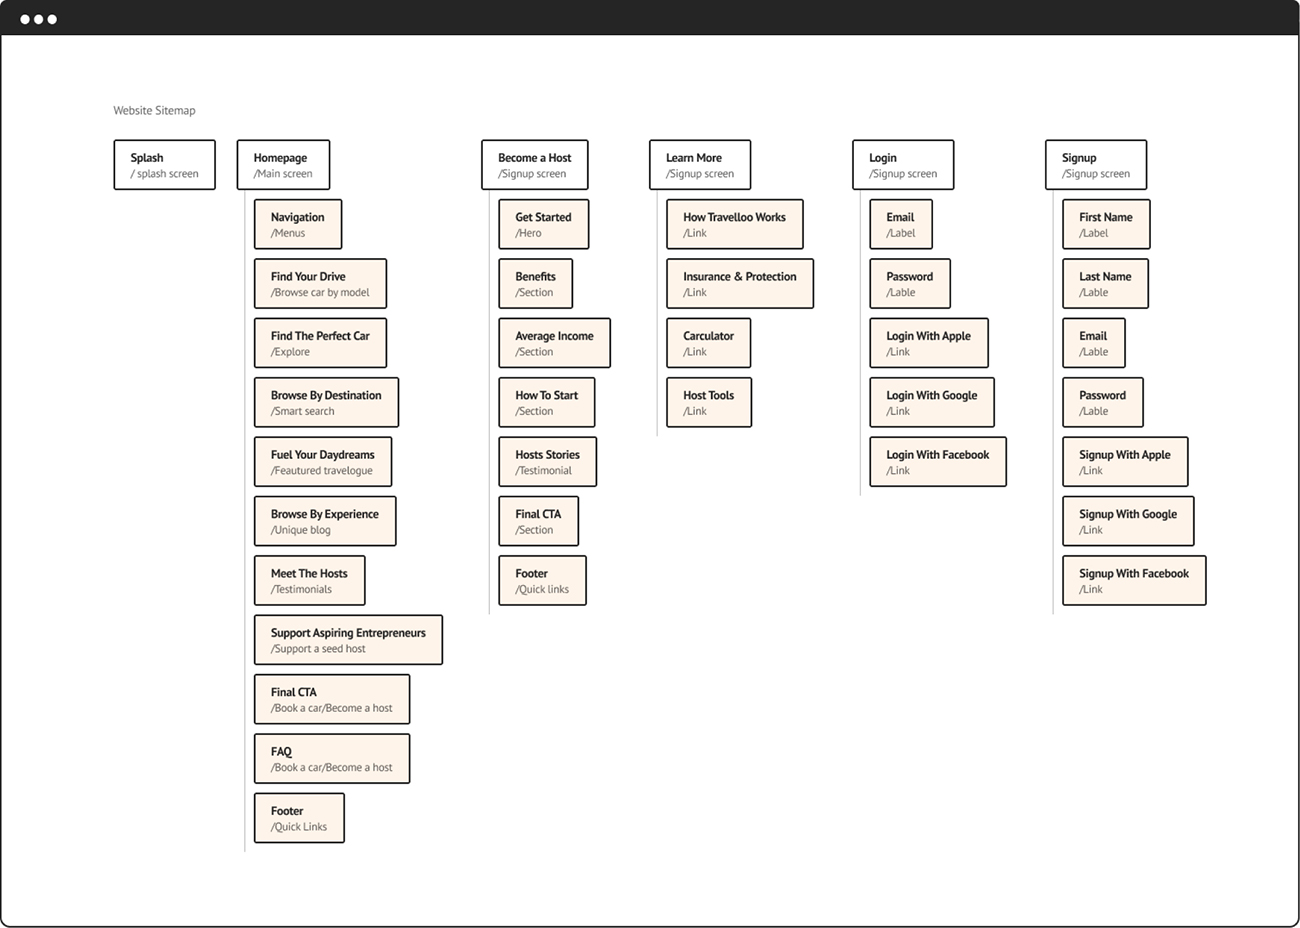 Website Sitemap
Splash
/ splash screen
Homepage
/Main screen
Navigation
/Menus
Find Your Drive
/Browse car by model
Find The Perfect Car
/Explore
Browse By Destination
/Smart search
Fuel Your Daydreams
/Feautured travelogue
Browse By Experience
/Unique blog
Meet The Hosts
/Testimonials
Support Aspiring Entrepreneurs
/Support a seed host
Final CTA
/Book a car/Become a host
FAQ
/Book a car/Become a host
Footer
/Quick Links
Become a Host
/Signup screen
Get Started
/Hero
Benefits
/Section
Average Income
/Section
How To Start
/Section
Hosts Stories
/Testimonial
Final CTA
/Section
Footer
/Quick links
Learn More
/Signup screen
How Travelloo Works
/Link
Insurance & Protection
/Link
Carculator
/Link
Host Tools
/Link
Login
/Signup screen
Email
/Label
Password
/Lable
Login With Apple
/Link
Login With Google
/Link
Login With Facebook
/Link
Signup
/Signup screen
First Name
/Label
Last Name
/Lable
Email
/Lable
Password
/Lable
Signup With Apple
/Link
Signup With Google
/Link
Signup With Facebook
/Link